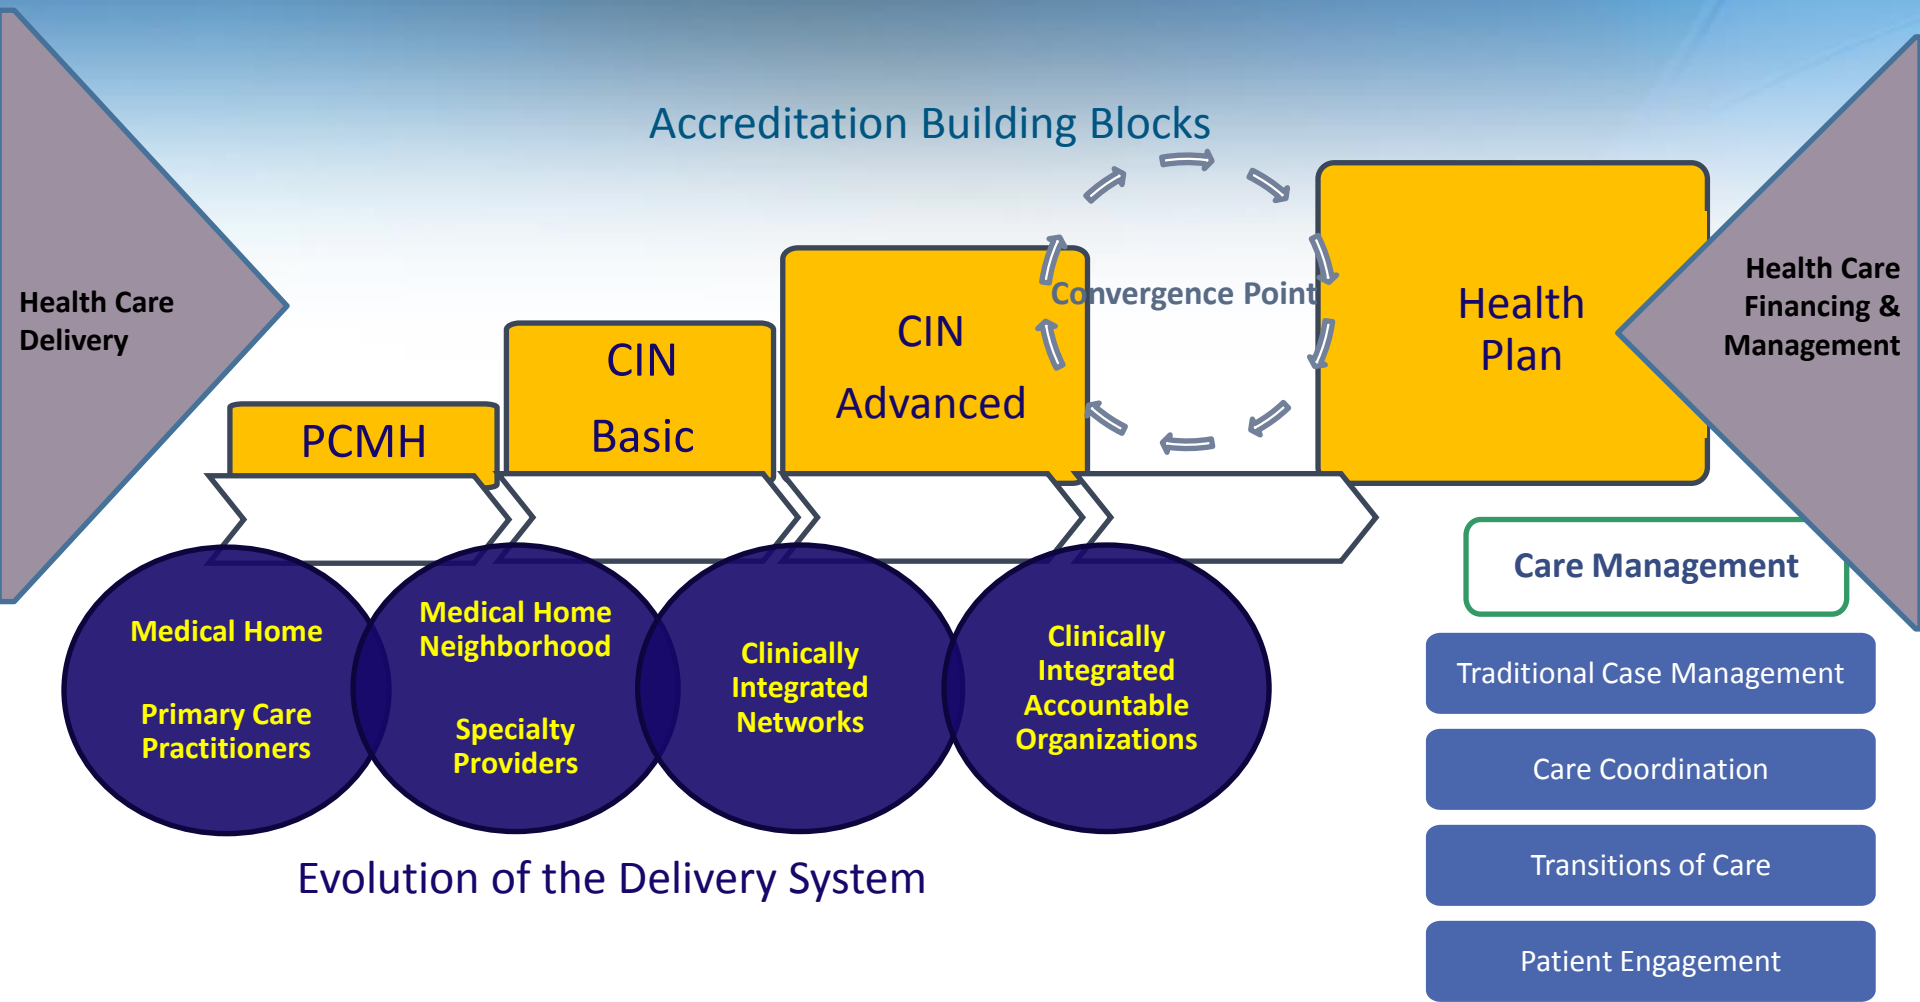 Accreditation Building Blocks
Health Care
Delivery
PCMH
CIN
Basic
CIN
Advanced
Convergence Point
Health
Plan
Health Care
Financing &
Management
Medical Home
Primary Care
Practitioners
Medical Home
Neighborhood
Specialty
Providers
Clinically
Integrated
Networks
Clinically
Integrated
Accountable
Organizations
Evolution of the Delivery System
Care Management
Traditional Case Management
Care Coordination
Transitions of Care
Patient Engagement